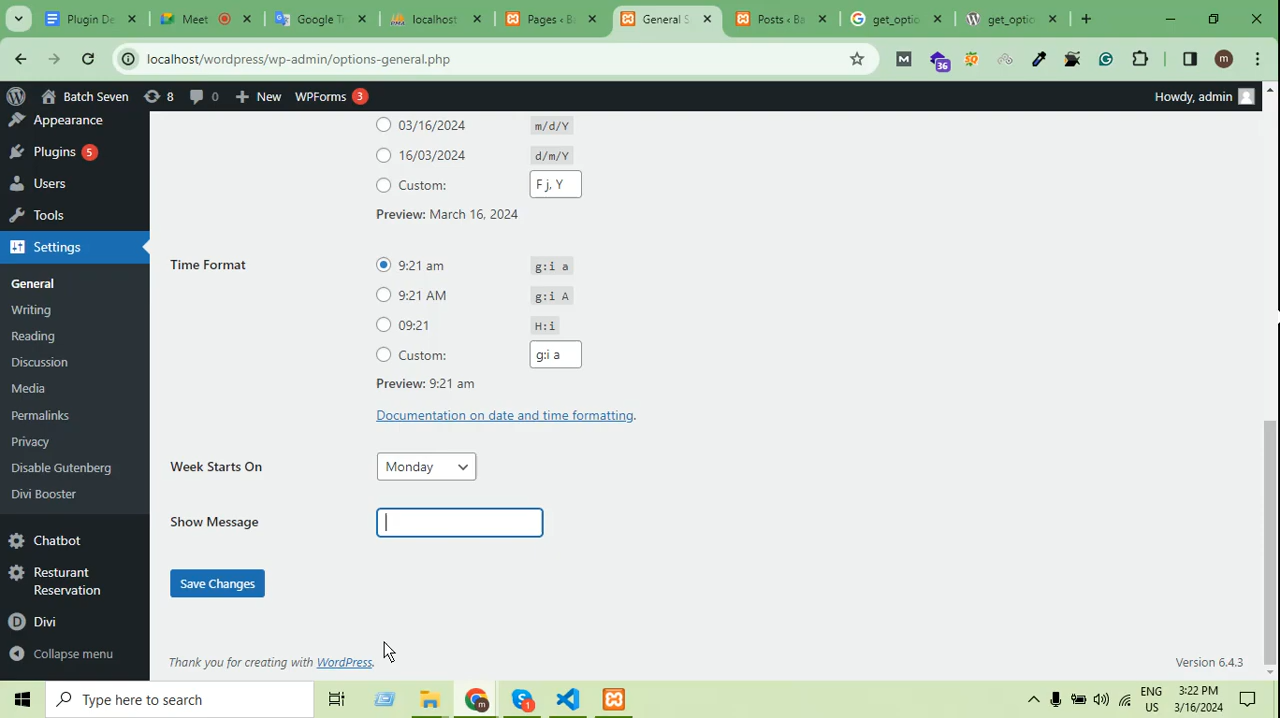 Plugin De
Meet
Google Tr
localhost
Pages ‹ Ba
General S
Posts ‹ Ba
get_optio
get_optio
localhost/wordpress/wp-admin/options-general.php
36
m
Batch Seven
8
0
New
WPForms 3
Howdy, admin
Appearance
Plugins 5
Users
Tools
Settings
General
Writing
Reading
Discussion
Media
Permalinks
Privacy
Disable Gutenberg
Divi Booster
Chatbot
Resturant
Reservation
Divi
Collapse menu
03/16/2024 m/d/Y
16/03/2024 d/m/Y
Custom: F j, Y
Preview: March 16, 2024
Time Format
9:21 am g:i a
9:21 AM g:i A
09:21 H:i
Custom: g:i a
Preview: 9:21 am
Documentation on date and time formatting.
Week Starts On Monday
Show Message
Save Changes
Thank you for creating with WordPress.
Version 6.4.3
Type here to search
ENG
US
3:22 PM
3/16/2024